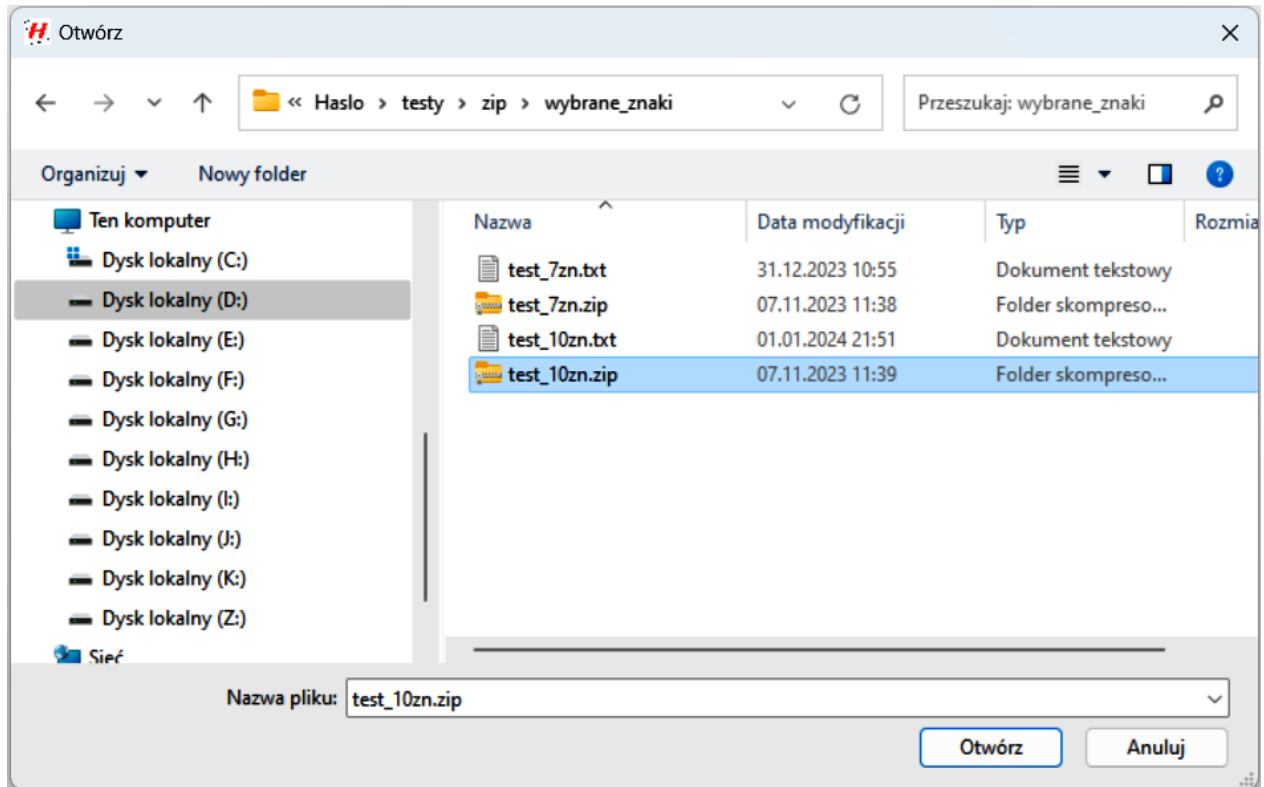 H. Otwórz
« Haslo > testy > zip > wybrane_znaki
Przeszukaj: wybrane_znaki
Organizuj Nowy folder
?
Ten komputer
Dysk lokalny (C:)
Dysk lokalny (D:)
Dysk lokalny (E:)
Dysk lokalny (F:)
Dysk lokalny (G:)
Dysk lokalny (H:)
Dysk lokalny (I:)
Dysk lokalny (J:)
Dysk lokalny (K:)
Dysk lokalny (Z:)
Sieć
Nazwa Data modyfikacji Typ Rozmia
test_7zn.txt 31.12.2023 10:55 Dokument tekstowy
test_7zn.zip 07.11.2023 11:38 Folder skompreso...
test_10zn.txt 01.01.2024 21:51 Dokument tekstowy
test_10zn.zip 07.11.2023 11:39 Folder skompreso...
Nazwa pliku: test_10zn.zip
Otwórz Anuluj